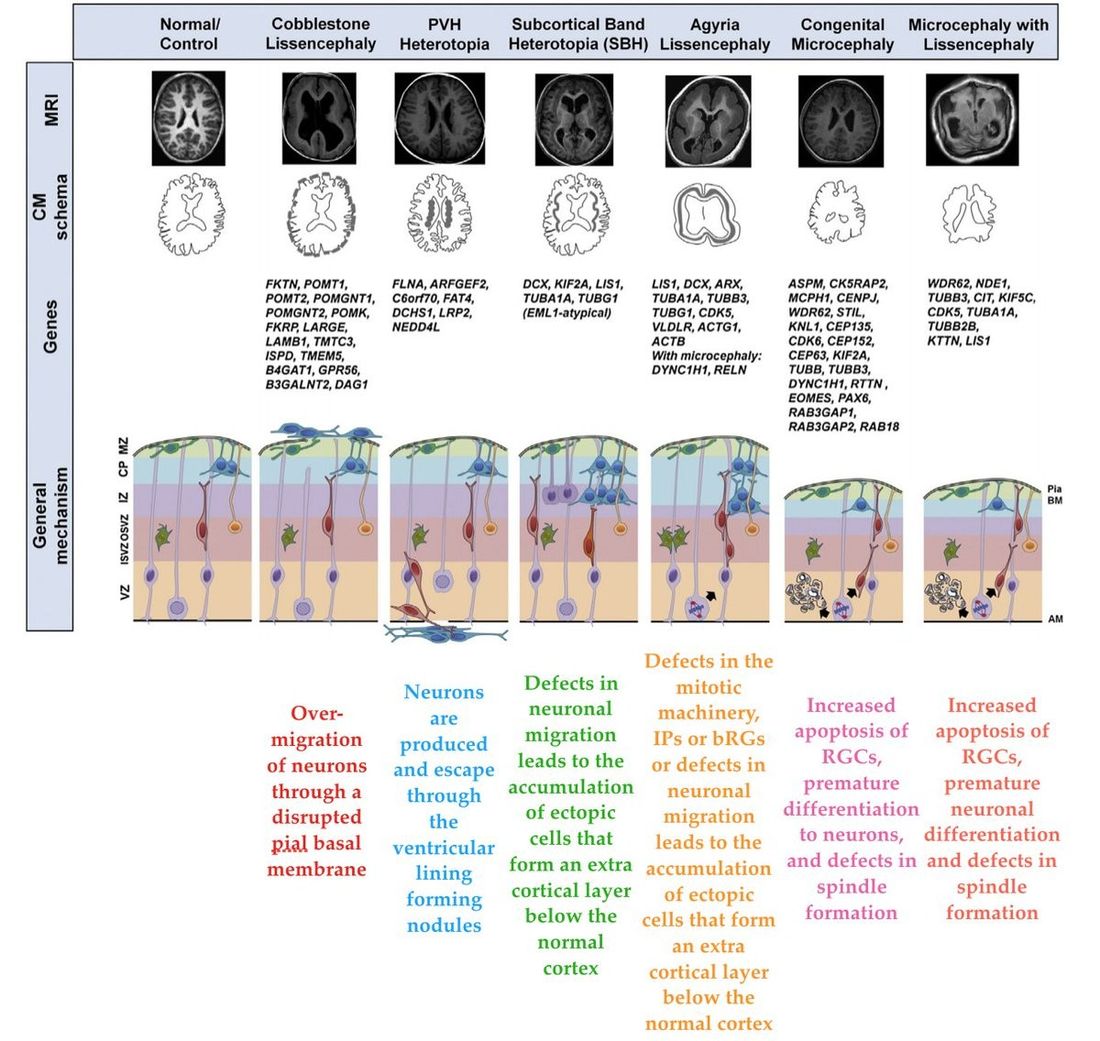 Normal/
Control
Cobblestone
Lissencephaly
PVH
Heterotopia
Subcortical Band
Heterotopia (SBH)
Agyria
Lissencephaly
Congenital
Microcephaly
Microcephaly with
Lissencephaly
MRI
CM
schema
Genes
FKTN, POMT1,
POMT2, POMGNT1,
POMGNT2, POMK,
FKRP, LARGE,
LAMB1, TMTC3,
ISPD, TMEM5,
B4GAT1, GPR56,
B3GALNT2, DAG1
FLNA, ARFGEF2,
C6orf70, FAT4,
DCHS1, LRP2,
NEDD4L
DCX, KIF2A, LIS1,
TUBA1A, TUBG1
(EML1-atypical)
LIS1, DCX, ARX,
TUBA1A, TUBB3,
TUBG1, CDK5,
VLDLR, ACTG1,
ACTB
With microcephaly:
DYNC1H1, RELN
ASPM, CK5RAP2,
MCPH1, CENPJ,
WDR62, STIL,
KNL1, CEP135,
CDK6, CEP152,
CEP63, KIF2A,
TUBB, TUBB3,
DYNC1H1, RTTN ,
EOMES, PAX6,
RAB3GAP1,
RAB3GAP2, RAB18
WDR62, NDE1,
TUBB3, CIT, KIF5C,
CDK5, TUBA1A,
TUBB2B,
KTTN, LIS1
General
mechanism
MZ
CP
IZ
OSVZ
ISVZ
VZ
Pia
BM
AM
Over-
migration
of neurons
through a
disrupted
pial basal
membrane
Neurons
are
produced
and escape
through
the
ventricular
lining
forming
nodules
Defects in
neuronal
migration
leads to the
accumulation
of ectopic
cells that
form an extra
cortical layer
below the
normal
cortex
Defects in the
mitotic
machinery,
IPs or bRGs
or defects in
neuronal
migration
leads to the
accumulation
of ectopic
cells that form
an extra
cortical layer
below the
normal cortex
Increased
apoptosis of
RGCs,
premature
differentiation
to neurons,
and defects in
spindle
formation
Increased
apoptosis of
RGCs,
premature
neuronal
differentiation
and defects in
spindle
formation